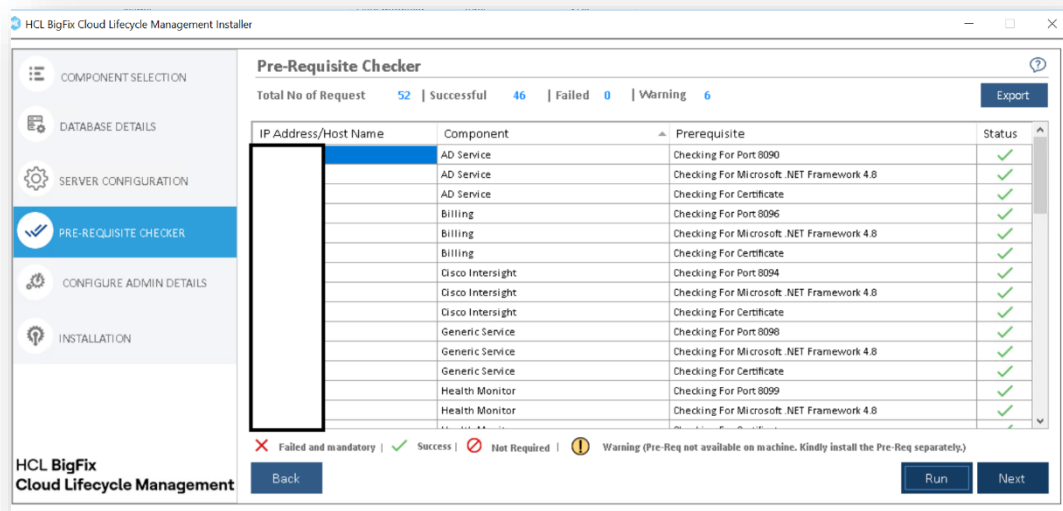 HCL BigFix Cloud Lifecycle Management Installer
COMPONENT SELECTION
DATABASE DETAILS
SERVER CONFIGURATION
PRE-REQUISITE CHECKER
CONFIGURE ADMIN DETAILS
INSTALLATION
HCL BigFix
Cloud Lifecycle Management
Pre-Requisite Checker
Total No of Request 52 | Successful 46 | Failed 0 | Warning 6
Export
IP Address/Host Name Component Prerequisite Status
AD Service Checking For Port 8090
AD Service Checking For Microsoft .NET Framework 4.8
AD Service Checking For Certificate
Billing Checking For Port 8096
Billing Checking For Microsoft .NET Framework 4.8
Billing Checking For Certificate
Cisco Intersight Checking For Port 8094
Cisco Intersight Checking For Microsoft .NET Framework 4.8
Cisco Intersight Checking For Certificate
Generic Service Checking For Port 8098
Generic Service Checking For Microsoft .NET Framework 4.8
Generic Service Checking For Certificate
Health Monitor Checking For Port 8099
Health Monitor Checking For Microsoft .NET Framework 4.8
Failed and mandatory | Success | Not Required | Warning (Pre-Req not available on machine. Kindly install the Pre-Req separately.)
Back
Run
Next